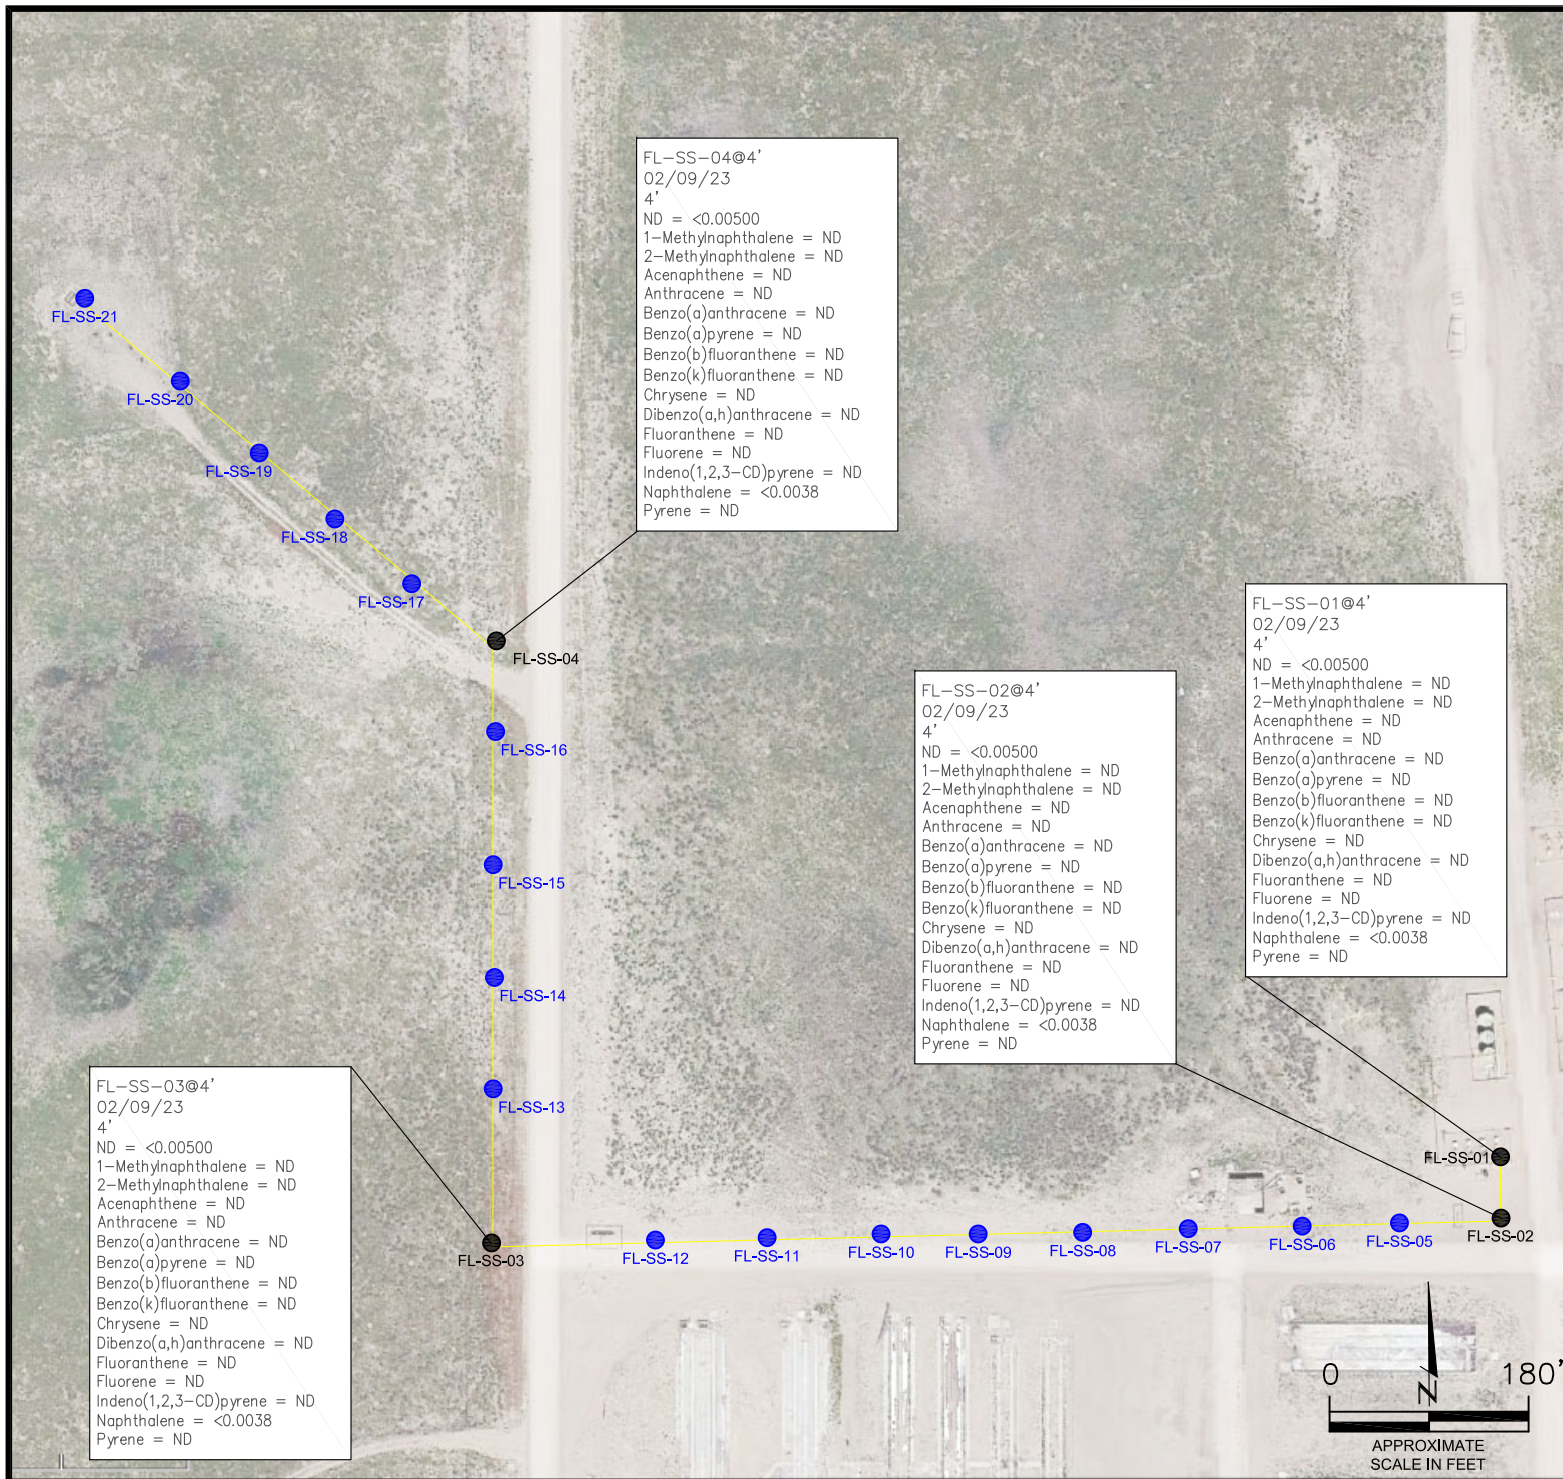 FL-SS-04@4'
02/09/23
4'
ND = <0.00500
1-Methylnaphthalene = ND
2-Methylnaphthalene = ND
Acenaphthene = ND
Anthracene = ND
Benzo(a)anthracene = ND
Benzo(a)pyrene = ND
Benzo(b)fluoranthene = ND
Benzo(k)fluoranthene = ND
Chrysene = ND
Dibenzo(a,h)anthracene = ND
Fluoranthene = ND
Fluorene = ND
Indeno(1,2,3-CD)pyrene = ND
Naphthalene = <0.0038
Pyrene = ND
FL-SS-21
FL-SS-20
FL-SS-19
FL-SS-18
FL-SS-17
FL-SS-04
FL-SS-16
FL-SS-15
FL-SS-14
FL-SS-13
FL-SS-01@4'
02/09/23
4'
ND = <0.00500
1-Methylnaphthalene = ND
2-Methylnaphthalene = ND
Acenaphthene = ND
Anthracene = ND
Benzo(a)anthracene = ND
Benzo(a)pyrene = ND
Benzo(b)fluoranthene = ND
Benzo(k)fluoranthene = ND
Chrysene = ND
Dibenzo(a,h)anthracene = ND
Fluoranthene = ND
Fluorene = ND
Indeno(1,2,3-CD)pyrene = ND
Naphthalene = <0.0038
Pyrene = ND
FL-SS-02@4'
02/09/23
4'
ND = <0.00500
1-Methylnaphthalene = ND
2-Methylnaphthalene = ND
Acenaphthene = ND
Anthracene = ND
Benzo(a)anthracene = ND
Benzo(a)pyrene = ND
Benzo(b)fluoranthene = ND
Benzo(k)fluoranthene = ND
Chrysene = ND
Dibenzo(a,h)anthracene = ND
Fluoranthene = ND
Fluorene = ND
Indeno(1,2,3-CD)pyrene = ND
Naphthalene = <0.0038
Pyrene = ND
FL-SS-03@4'
02/09/23
4'
ND = <0.00500
1-Methylnaphthalene = ND
2-Methylnaphthalene = ND
Acenaphthene = ND
Anthracene = ND
Benzo(a)anthracene = ND
Benzo(a)pyrene = ND
Benzo(b)fluoranthene = ND
Benzo(k)fluoranthene = ND
Chrysene = ND
Dibenzo(a,h)anthracene = ND
Fluoranthene = ND
Fluorene = ND
Indeno(1,2,3-CD)pyrene = ND
Naphthalene = <0.0038
Pyrene = ND
FL-SS-01
FL-SS-03
FL-SS-12
FL-SS-11
FL-SS-10
FL-SS-09
FL-SS-08
FL-SS-07
FL-SS-06
FL-SS-05
FL-SS-02
0 N 180'
APPROXIMATE
SCALE IN FEET